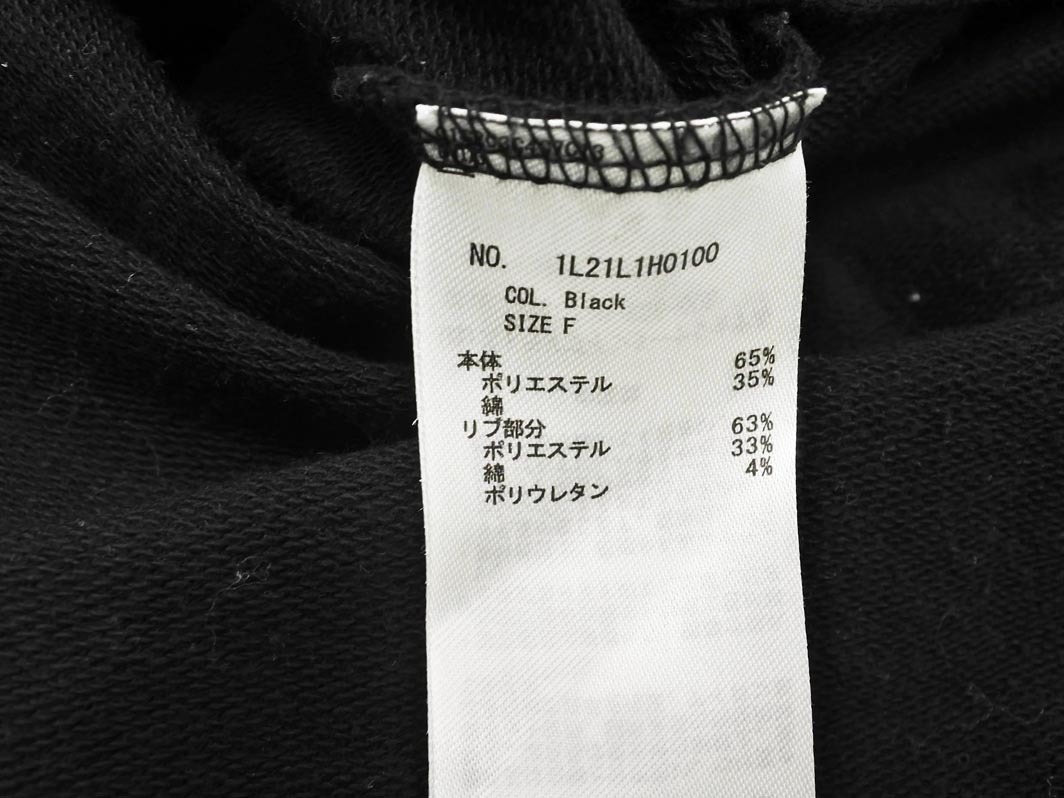 NO. 1L21L1H0100
COL. Black
SIZE F
本体
ポリエステル 65%
綿 35%
リブ部分
ポリエステル 63%
綿 33%
ポリウレタン 4%